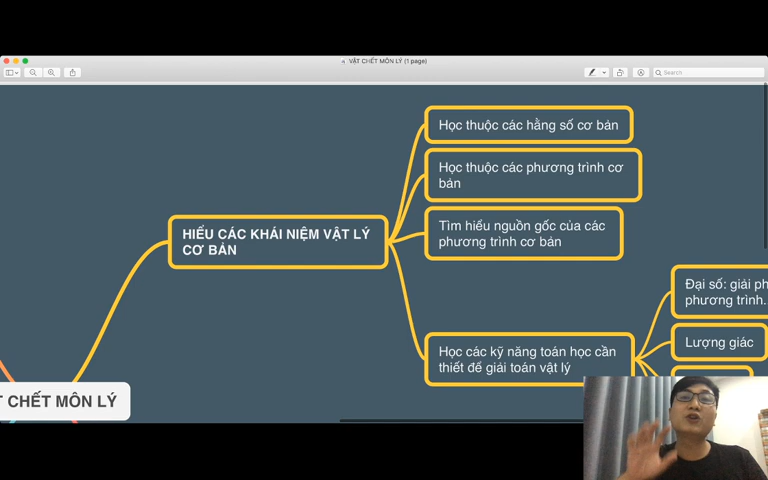 VẬT CHẾT MÔN LÝ (1 page)
Search
Học thuộc các hằng số cơ bản
Học thuộc các phương trình cơ
bản
HIỂU CÁC KHÁI NIỆM VẬT LÝ
CƠ BẢN
Tìm hiểu nguồn gốc của các
phương trình cơ bản
Đại số: giải ph
phương trình..
Lượng giác
Học các kỹ năng toán học cần
thiết để giải toán vật lý
T CHẾT MÔN LÝ